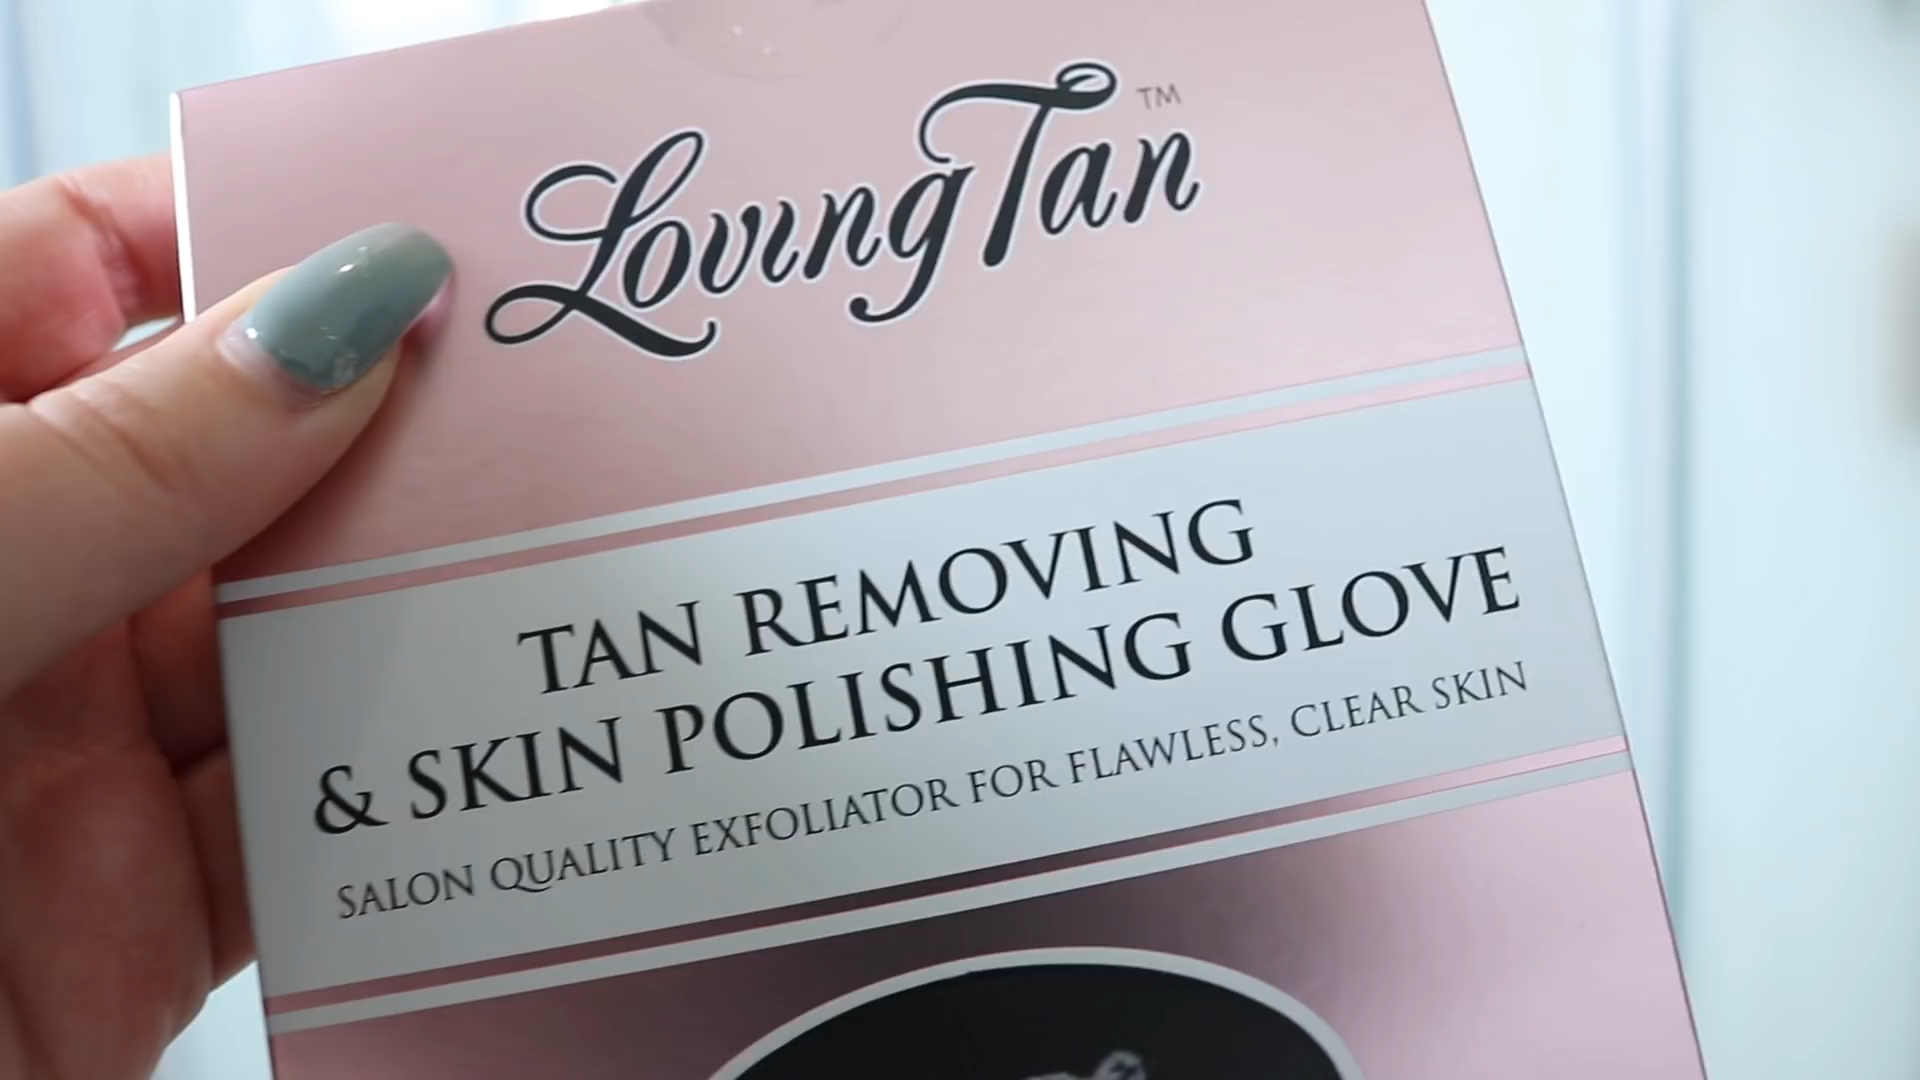 Loving Tan™
TAN REMOVING
& SKIN POLISHING GLOVE
SALON QUALITY EXFOLIATOR FOR FLAWLESS, CLEAR SKIN